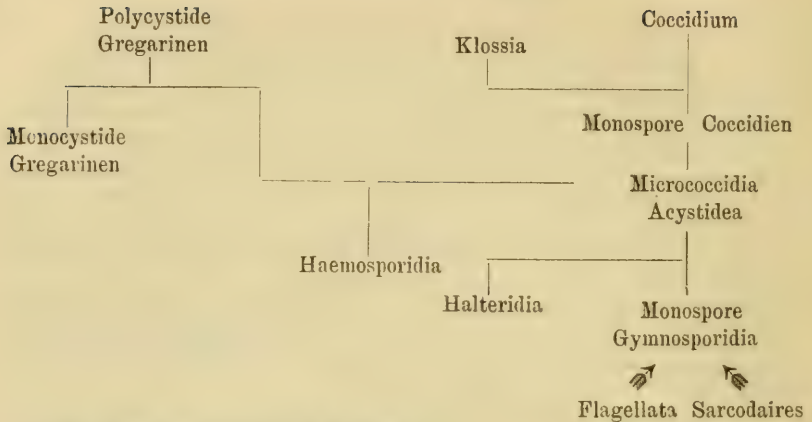 Polycystide
Gregarinen
Coccidium
Klossia
Monocystide
Gregarinen
Monospore Coccidien
Micrococcidia
Acystidea
Haemosporidia
Halteridia
Monospore
Gymnosporidia
Flagellata Sarcodaires